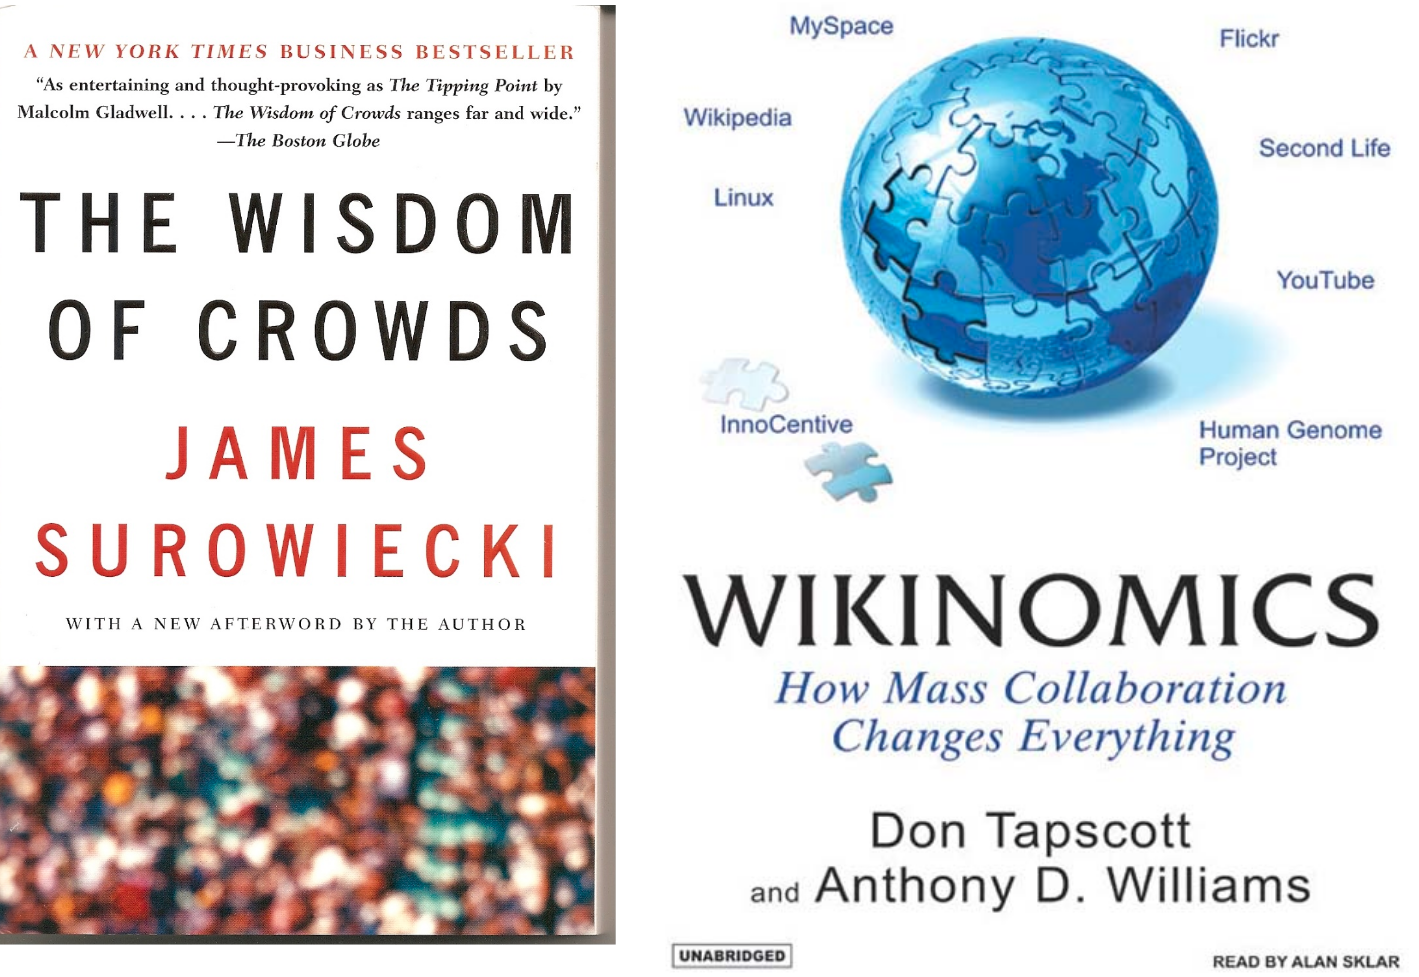 A NEW YORK TIMES BUSINESS BESTSELLER
“As entertaining and thought-provoking as The Tipping Point by
Malcolm Gladwell. . . . The Wisdom of Crowds ranges far and wide.”
—The Boston Globe
THE WISDOM
OF CROWDS
JAMES
SUROWIECKI
WITH A NEW AFTERWORD BY THE AUTHOR
MySpace
Flickr
Wikipedia
Second Life
Linux
YouTube
InnoCentive
Human Genome
Project
WIKINOMICS
How Mass Collaboration
Changes Everything
Don Tapscott
and Anthony D. Williams
UNABRIDGED
READ BY ALAN SKLAR